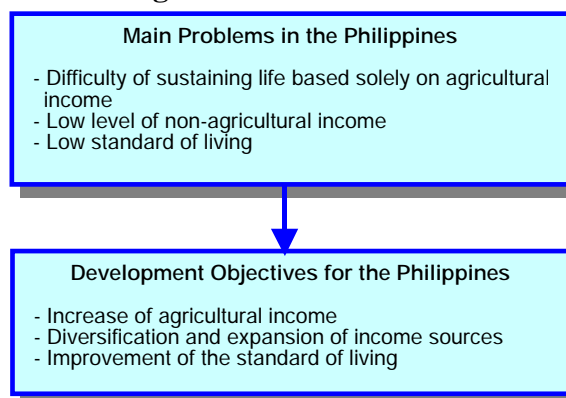 Main Problems in the Philippines
- Difficulty of sustaining life based solely on agricultural
income
- Low level of non-agricultural income
- Low standard of living
Development Objectives for the Philippines
- Increase of agricultural income
- Diversification and expansion of income sources
- Improvement of the standard of living